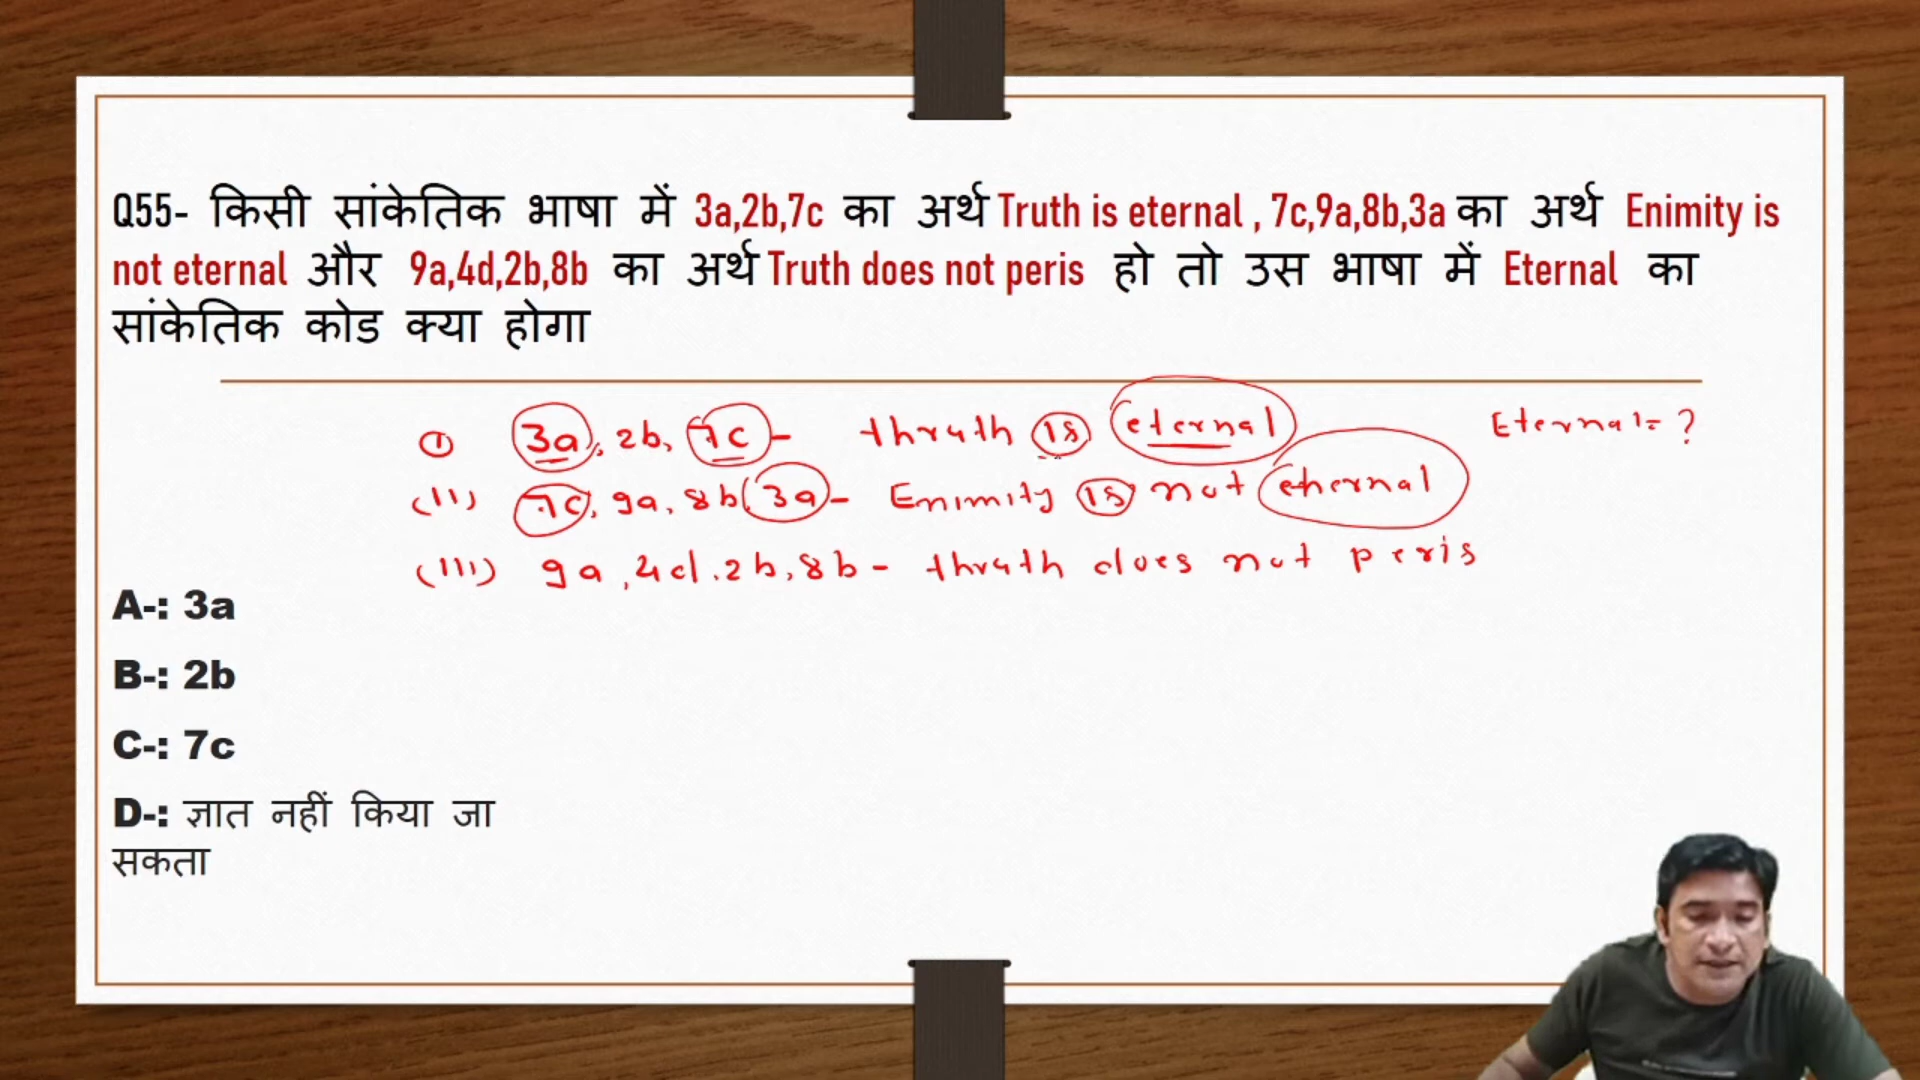 Q55- किसी सांकेतिक भाषा में 3a,2b,7c का अर्थ Truth is eternal , 7c,9a,8b,3a का अर्थ Enimity is
not eternal और 9a,4d,2b,8b का अर्थ Truth does not peris हो तो उस भाषा में Eternal का
सांकेतिक कोड क्या होगा
① 3a, 2b, 7c - thruth is eternal Eternal = ?
(II) 7c, 9a, 8b, 3a - Enimity is not ehernal
(III) 9a, 4d, 2b, 8b - thruth does not peris
A-: 3a
B-: 2b
C-: 7c
D-: ज्ञात नहीं किया जा
सकता